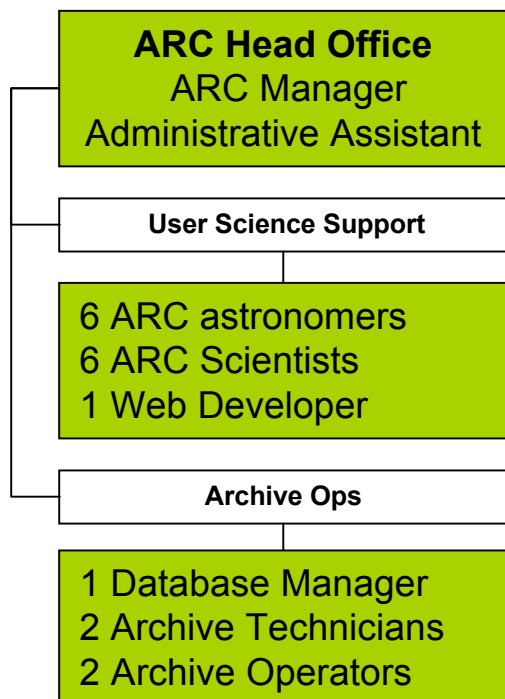 ARC Head Office
ARC Manager
Administrative Assistant
User Science Support
6 ARC astronomers
6 ARC Scientists
1 Web Developer
Archive Ops
1 Database Manager
2 Archive Technicians
2 Archive Operators